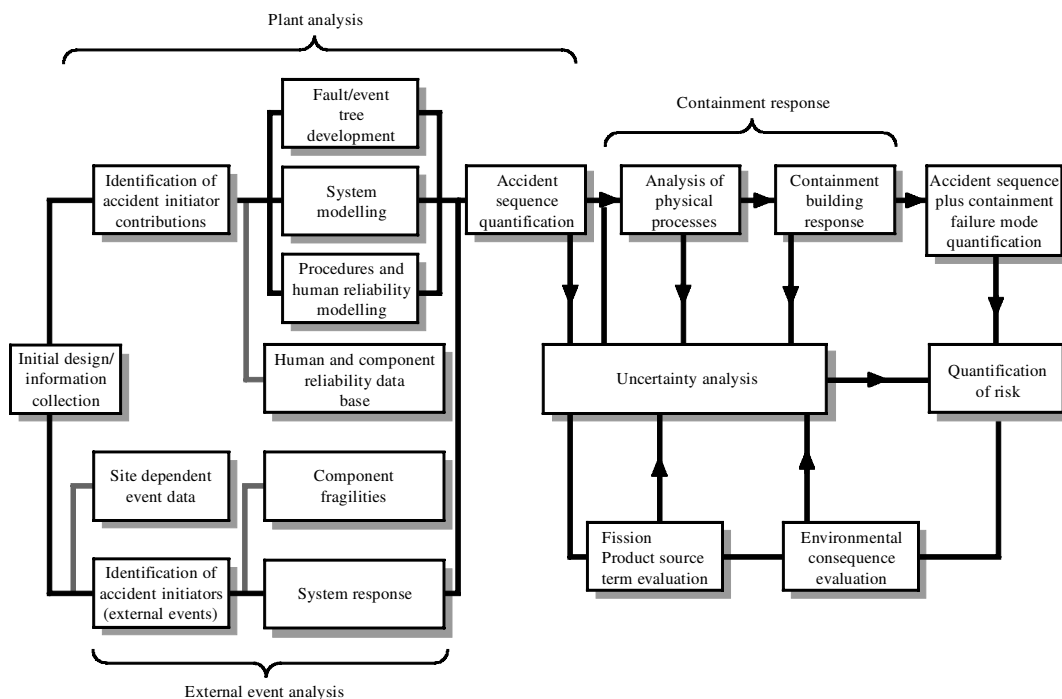 Plant analysis
Fault/event
tree
development
Containment response
Identification of
accident initiator
contributions
System
modelling
Accident
sequence
quantification
Analysis of
physical
processes
Containment
building
response
Accident sequence
plus containment
failure mode
quantification
Procedures and
human reliability
modelling
Initial design/
information
collection
Human and component
reliability data
base
Uncertainty analysis
Quantification
of risk
Site dependent
event data
Component
fragilities
Fission
Product source
term evaluation
Environmental
consequence
evaluation
Identification of
accident initiators
(external events)
System response
External event analysis